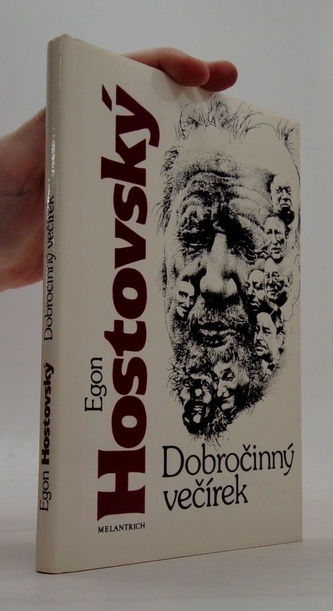 Egon Hostovský Dobročinný večírek
Egon
Hostovský
Dobročinný
večírek
MELANTRICH